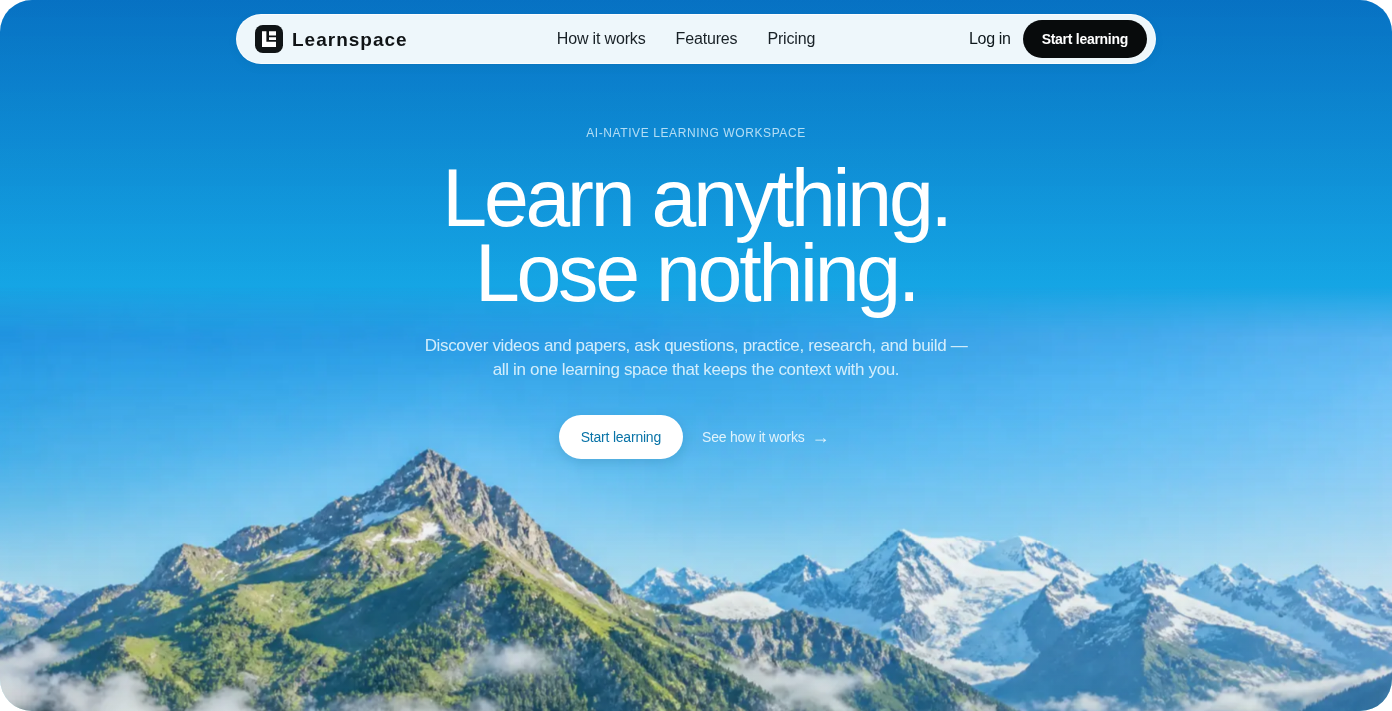 Learnspace
How it works
Features
Pricing
Log in
Start learning
AI-NATIVE LEARNING WORKSPACE
Learn anything.
Lose nothing.
Discover videos and papers, ask questions, practice, research, and build —
all in one learning space that keeps the context with you.
Start learning
See how it works →